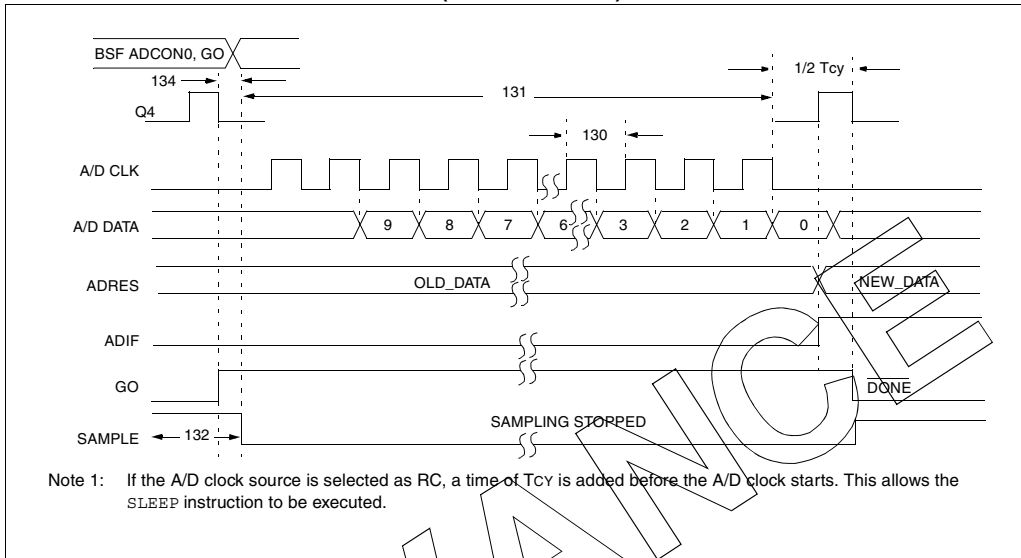 BSF ADCON0, GO
134
131
1/2 Tcy
Q4
130
A/D CLK
A/D DATA
9 8 7 6 3 2 1 0
ADRES
OLD_DATA
NEW_DATA
ADIF
GO
DONE
SAMPLE
132
SAMPLING STOPPED
Note 1: If the A/D clock source is selected as RC, a time of TCY is added before the A/D clock starts. This allows the
SLEEP instruction to be executed.